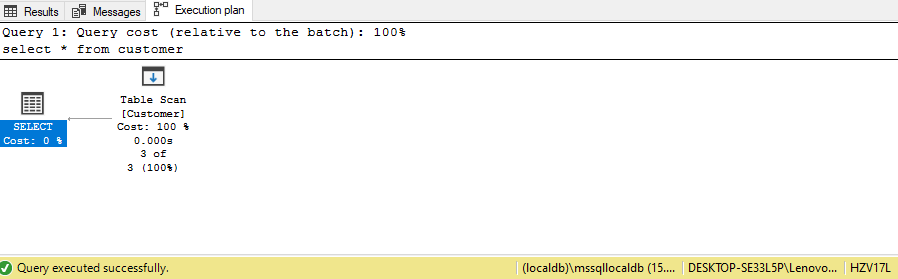 Results Messages Execution plan
Query 1: Query cost (relative to the batch): 100%
select * from customer
Table Scan
[Customer]
Cost: 100 %
0.000s
3 of
3 (100%)
SELECT
Cost: 0 %
Query executed successfully. (localdb)\mssqllocaldb (15.... DESKTOP-SE33L5P\Lenovo... HZV17L